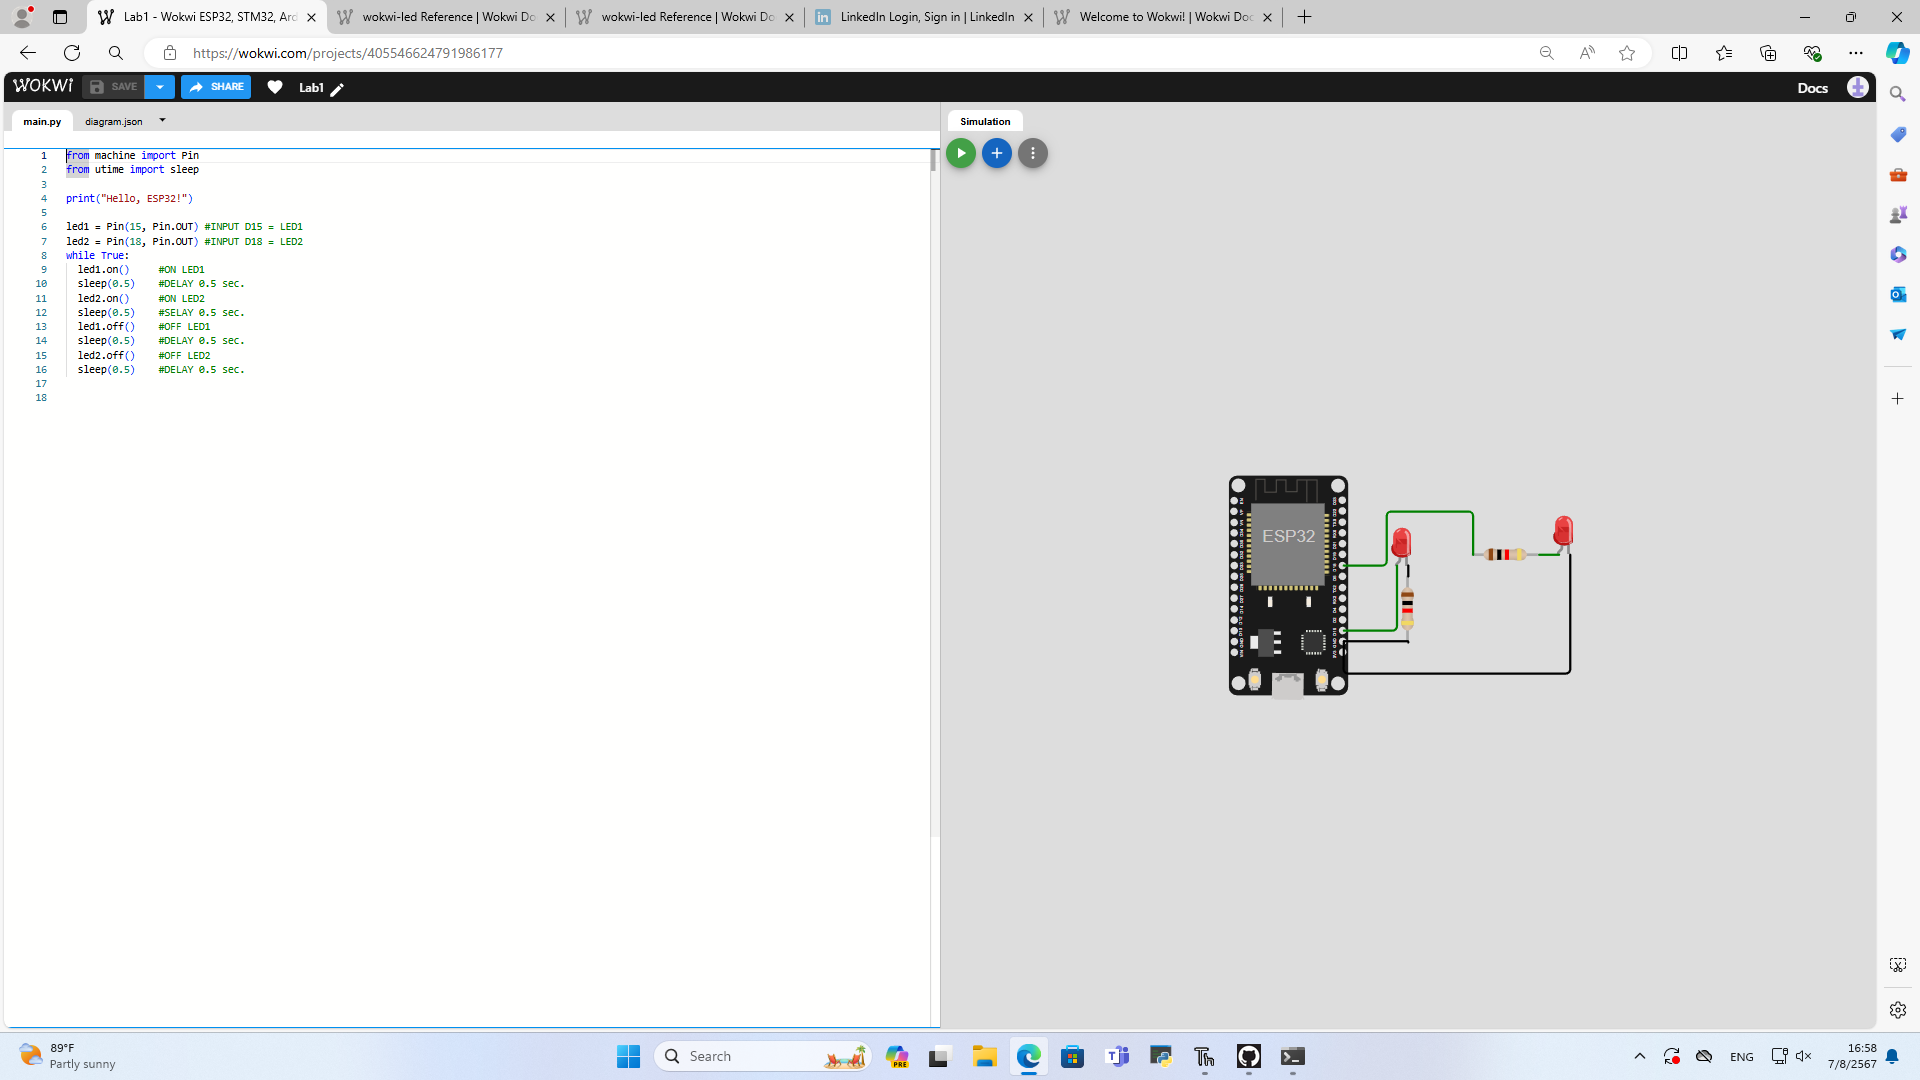 Lab1 - Wokwi ESP32, STM32, Ard
wokwi-led Reference | Wokwi Do
wokwi-led Reference | Wokwi Do
LinkedIn Login, Sign in | LinkedIn
Welcome to Wokwi! | Wokwi Doc
https://wokwi.com/projects/405546624791986177
WOKWI
SAVE
SHARE
Lab1
Docs
main.py
diagram.json
Simulation
1 from machine import Pin
2 from utime import sleep
3
4 print("Hello, ESP32!")
5
6 led1 = Pin(15, Pin.OUT) #INPUT D15 = LED1
7 led2 = Pin(18, Pin.OUT) #INPUT D18 = LED2
8 while True:
9 led1.on() #ON LED1
10 sleep(0.5) #DELAY 0.5 sec.
11 led2.on() #ON LED2
12 sleep(0.5) #SELAY 0.5 sec.
13 led1.off() #OFF LED1
14 sleep(0.5) #DELAY 0.5 sec.
15 led2.off() #OFF LED2
16 sleep(0.5) #DELAY 0.5 sec.
17
18
ESP32
89°F
Partly sunny
Search
PRE
ENG
16:58
7/8/2567